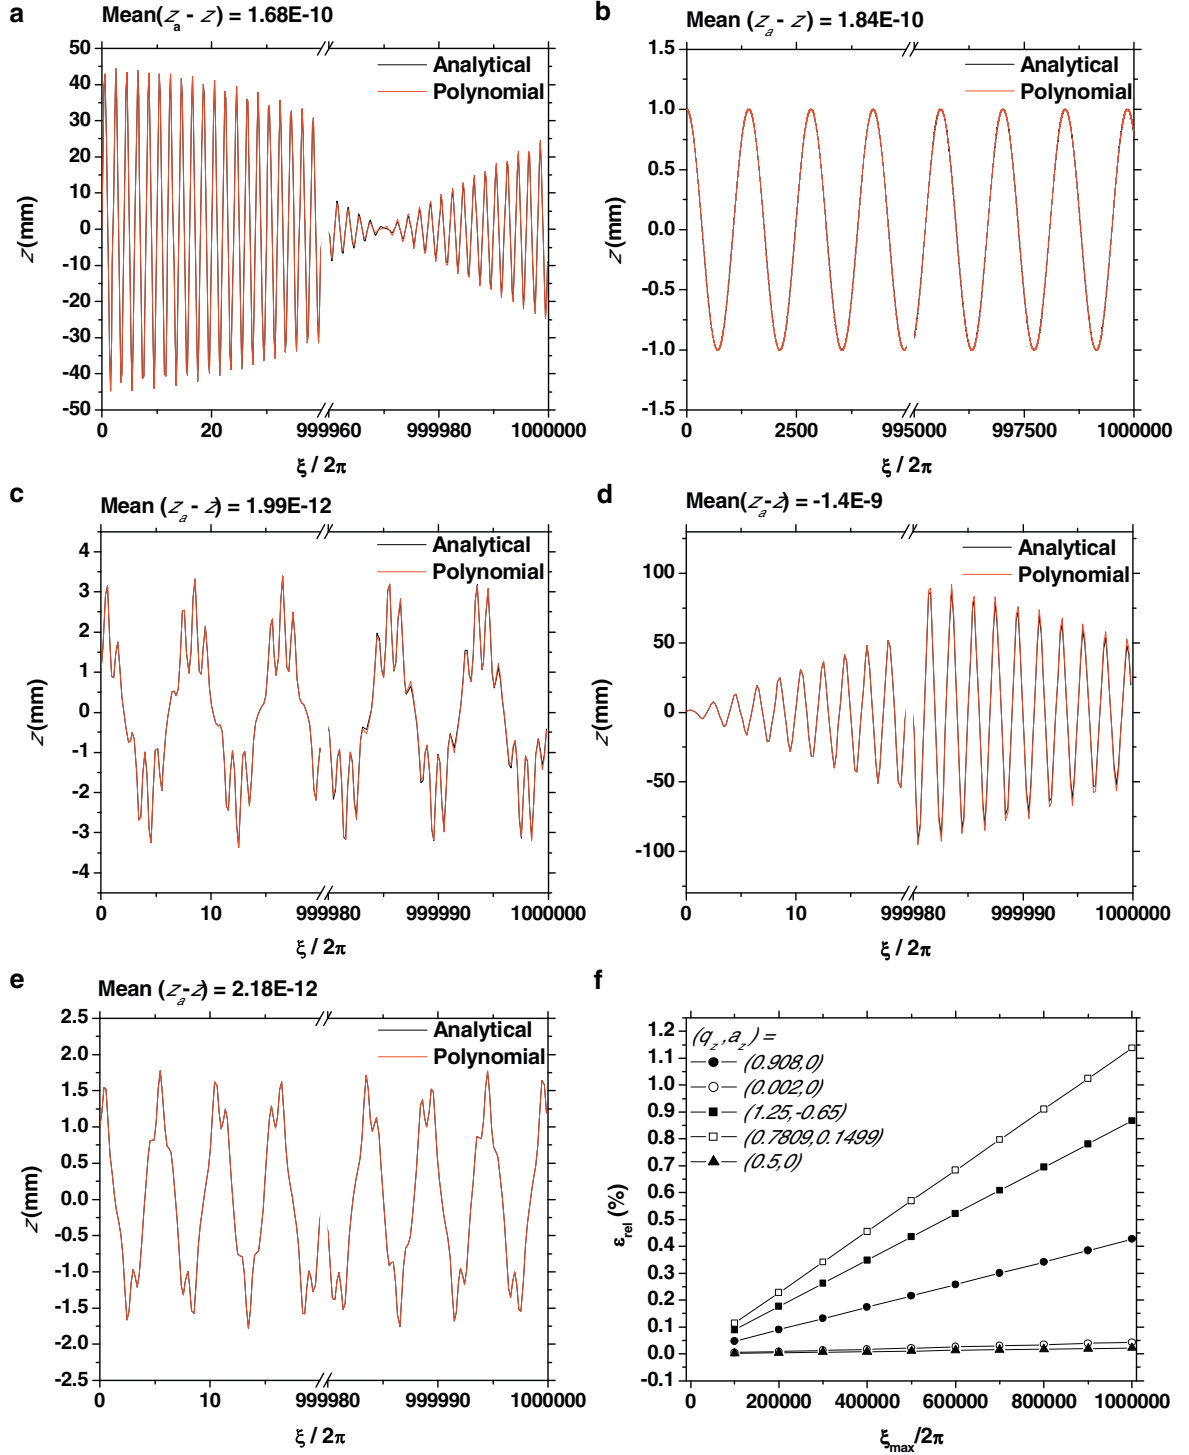 a
Mean(z_a - z) = 1.68E-10
50
40
30
20
10
0
-10
-20
-30
-40
-50
z(mm)
Analytical
Polynomial
0 20 999960 999980 1000000
ξ / 2π
b
Mean (z_a - z) = 1.84E-10
1.5
1.0
0.5
0.0
-0.5
-1.0
-1.5
z(mm)
Analytical
Polynomial
0 2500 995000 997500 1000000
ξ / 2π
c
Mean (z_a - z) = 1.99E-12
4
3
2
1
0
-1
-2
-3
-4
z(mm)
Analytical
Polynomial
0 10 999980 999990 1000000
ξ / 2π
d
Mean(z_a-z) = -1.4E-9
100
50
0
-50
-100
z(mm)
Analytical
Polynomial
0 10 999980 999990 1000000
ξ / 2π
e
Mean (z_a-z) = 2.18E-12
2.5
2.0
1.5
1.0
0.5
0.0
-0.5
-1.0
-1.5
-2.0
-2.5
z(mm)
Analytical
Polynomial
0 10 999980 999990 1000000
ξ / 2π
f
1.2
1.1
1.0
0.9
0.8
0.7
0.6
0.5
0.4
0.3
0.2
0.1
0.0
-0.1
ε_rel (%)
(q_z,a_z) =
(0.908,0)
(0.002,0)
(1.25,-0.65)
(0.7809,0.1499)
(0.5,0)
0 200000 400000 600000 800000 1000000
ξ_max/2π